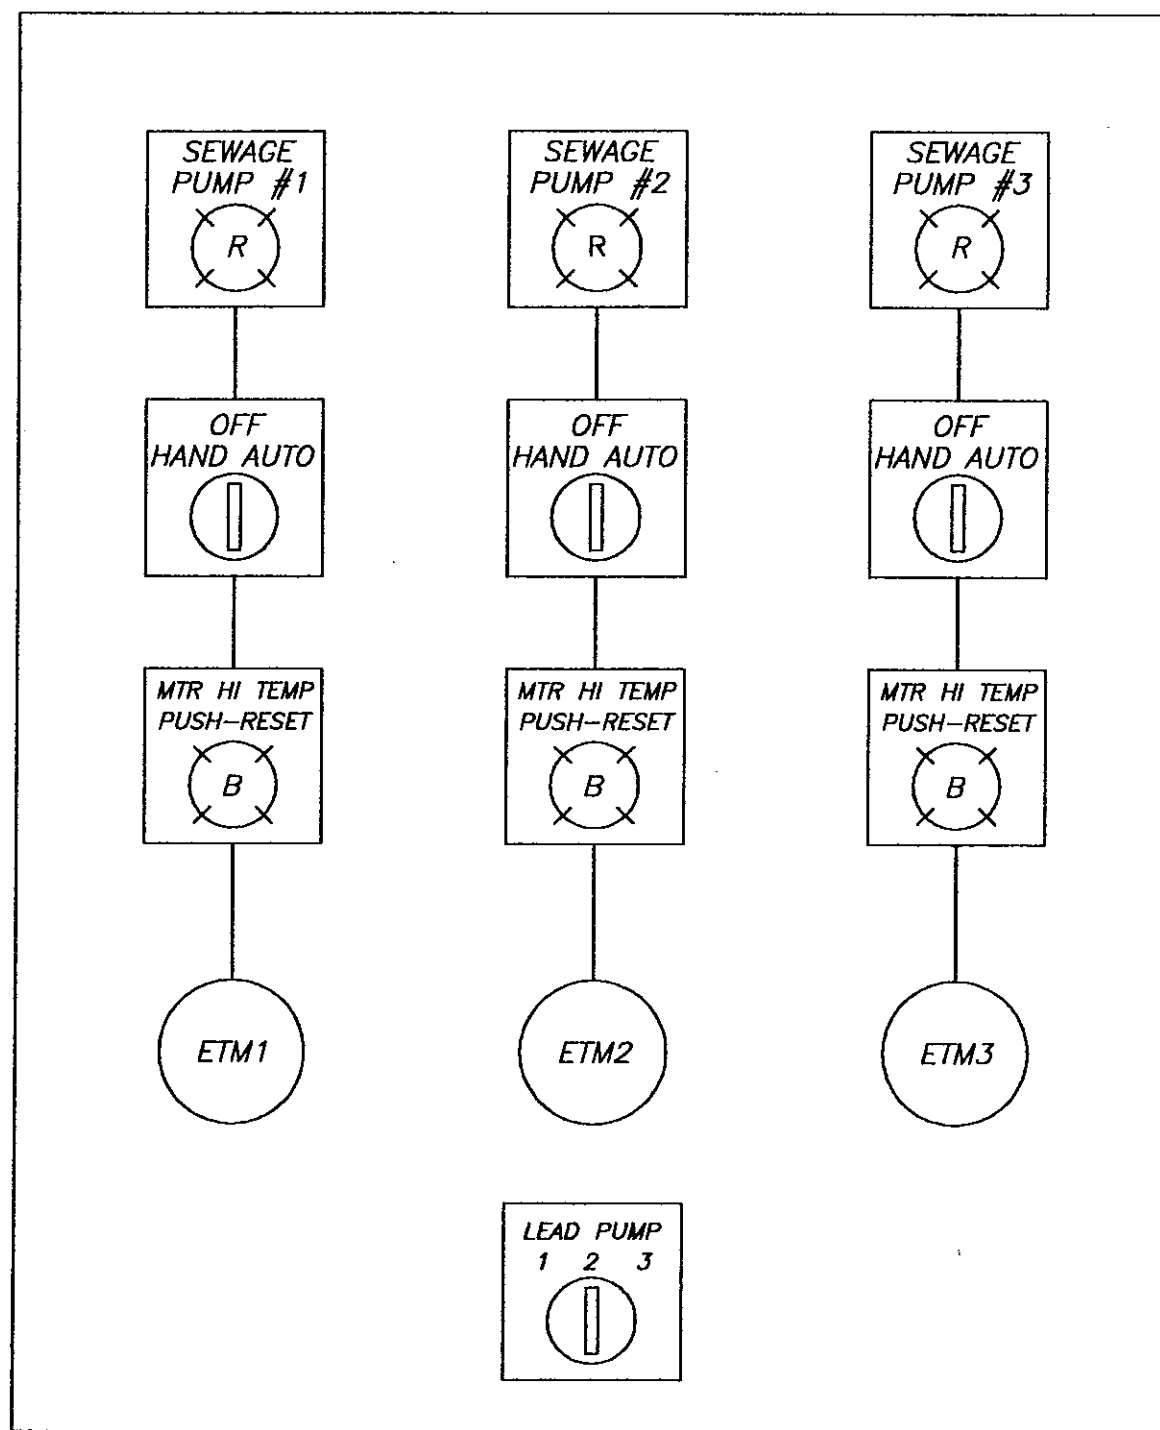 SEWAGE
PUMP #1
R
OFF
HAND AUTO
MTR HI TEMP
PUSH-RESET
B
ETM1
SEWAGE
PUMP #2
R
OFF
HAND AUTO
MTR HI TEMP
PUSH-RESET
B
ETM2
SEWAGE
PUMP #3
R
OFF
HAND AUTO
MTR HI TEMP
PUSH-RESET
B
ETM3
LEAD PUMP
1 2 3